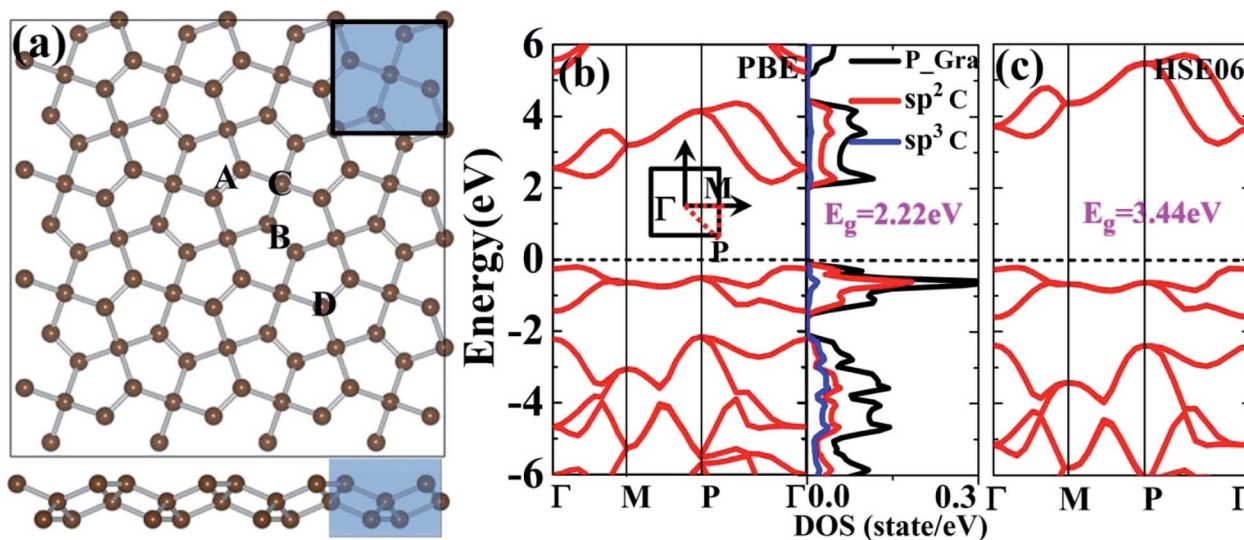 (a)
A
C
B
D
Energy(eV)
6
4
2
0
-2
-4
-6
(b)
PBE
Γ
M
P
Γ M P Γ
P_Gra
sp² C
sp³ C
E_g=2.22eV
0.0 0.3
DOS (state/eV)
(c)
HSE06
E_g=3.44eV
Γ M P Γ